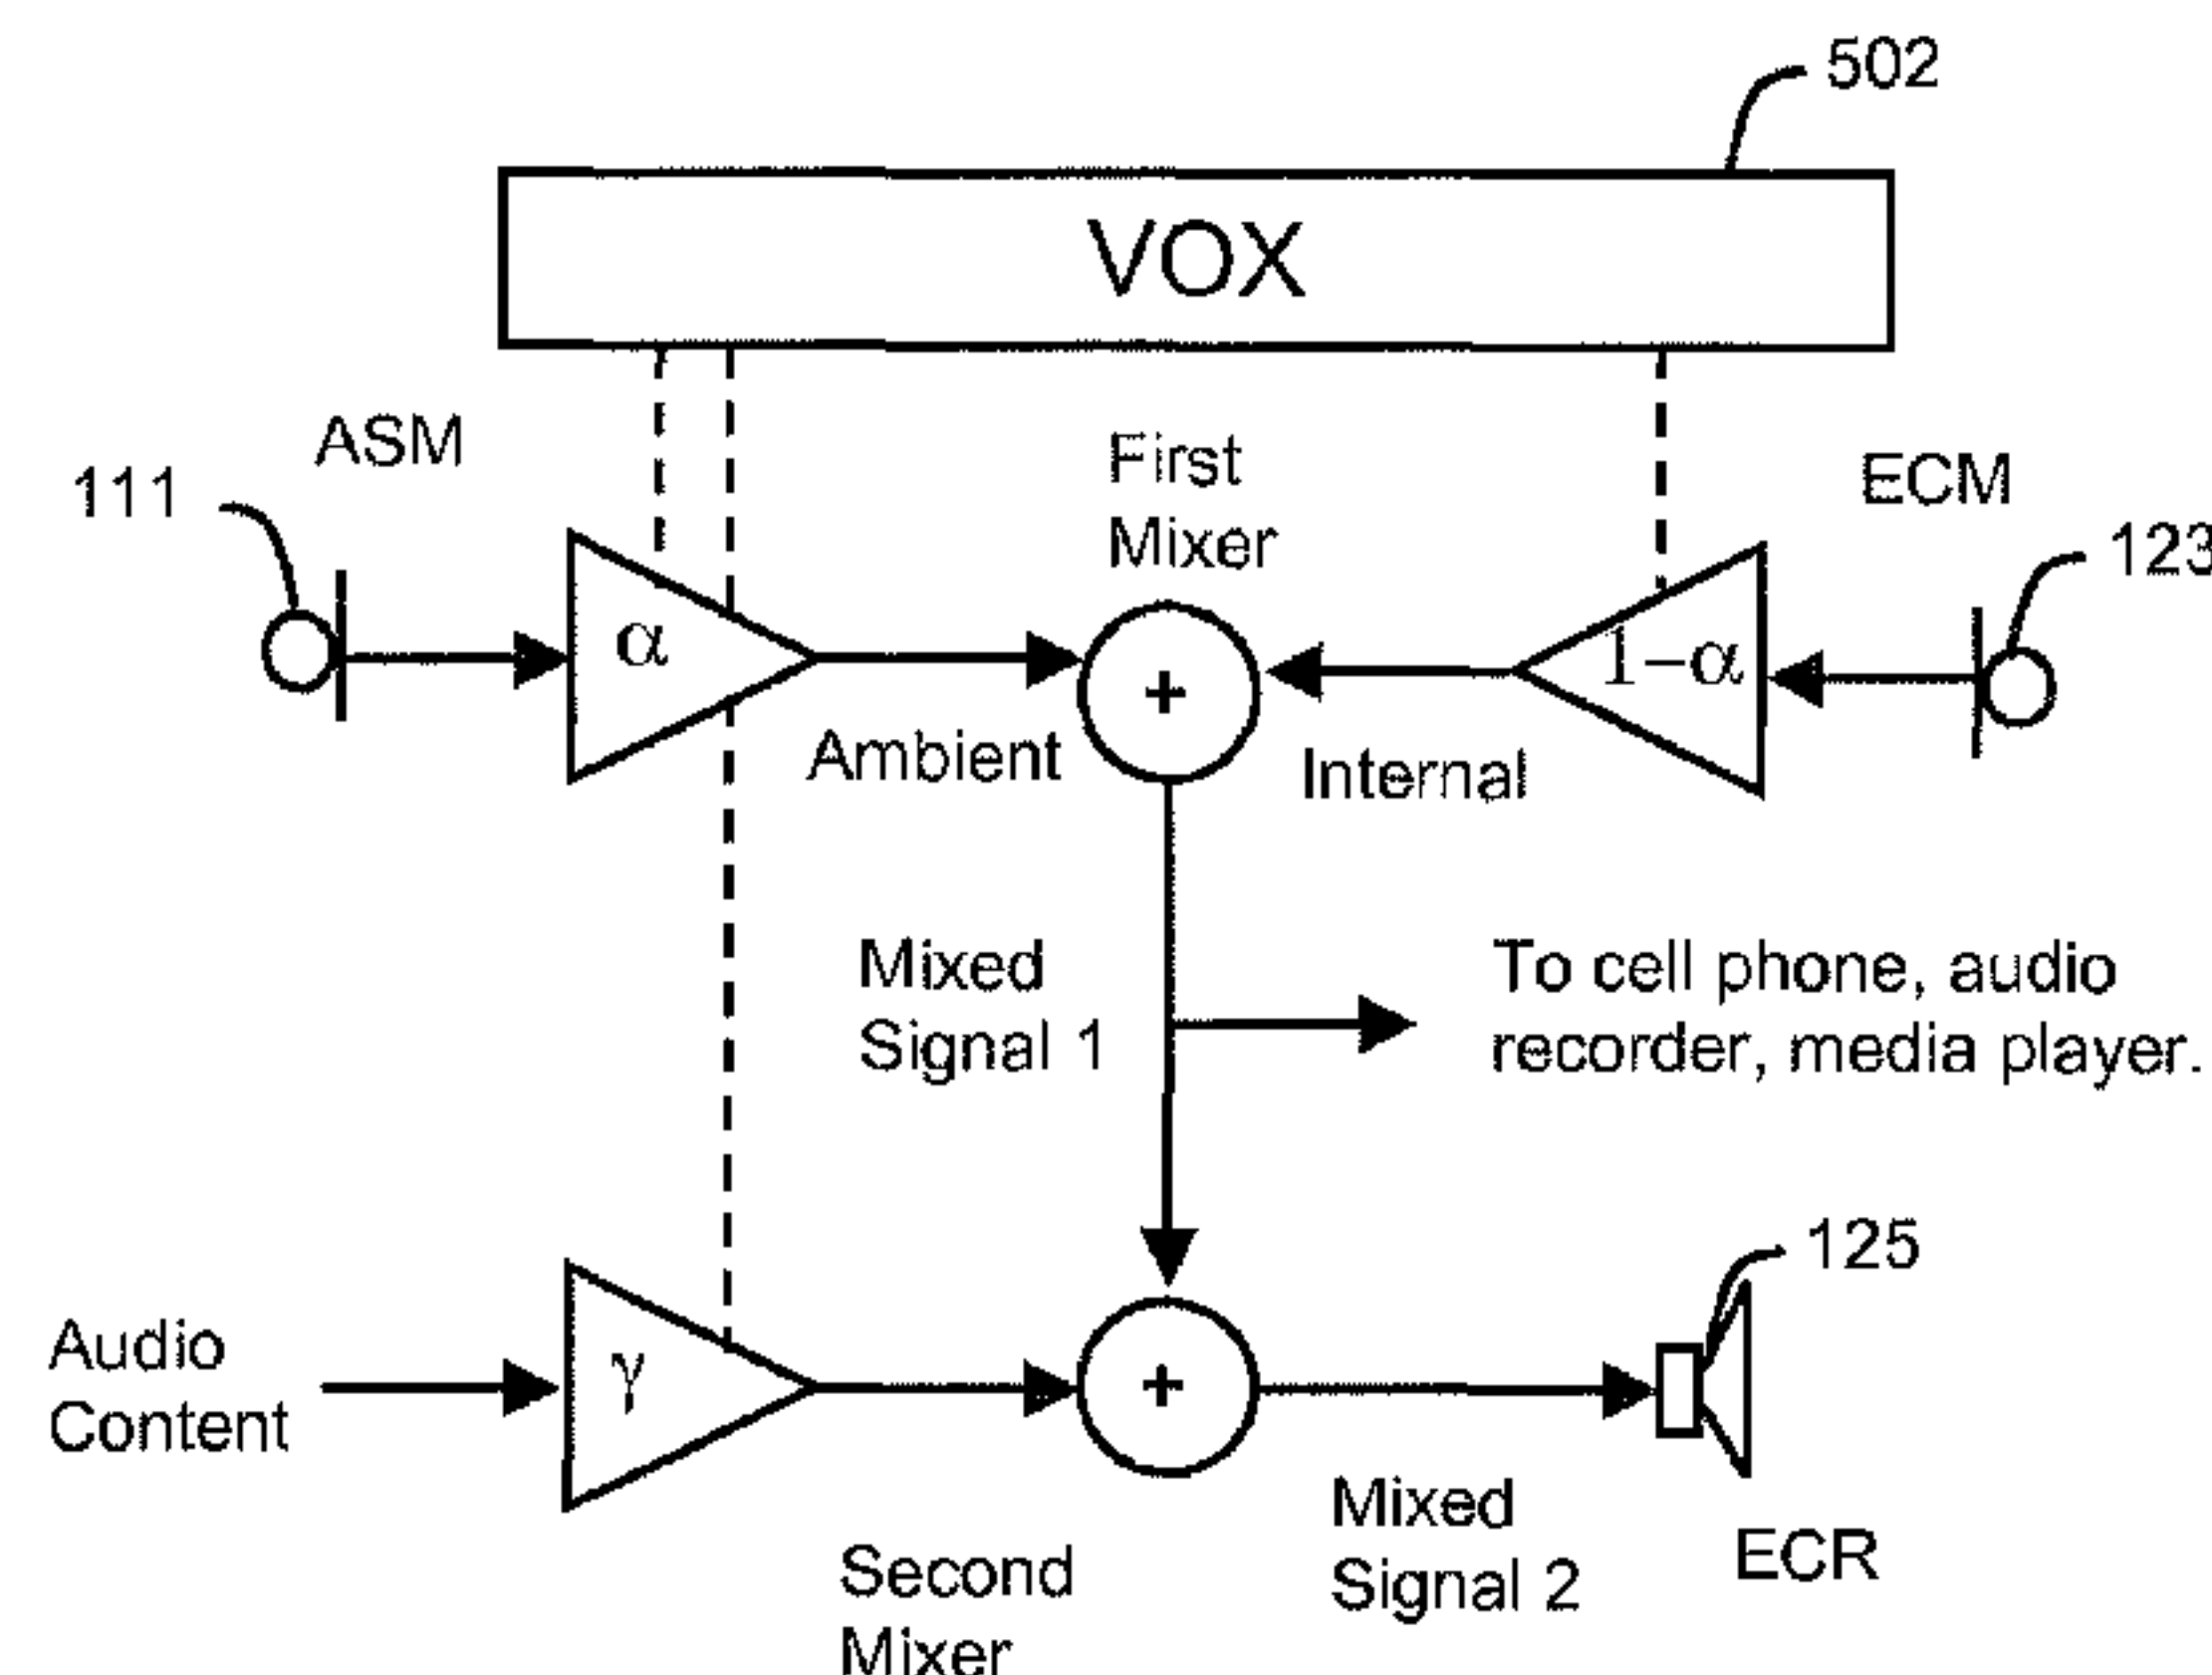 502
VOX
ASM
111
First
Mixer
ECM
123
α
+
1-α
Ambient
Internal
Mixed
Signal 1
To cell phone, audio
recorder, media player.
125
Audio
Content
γ
+
Mixed
Signal 2
ECR
Second
Mixer